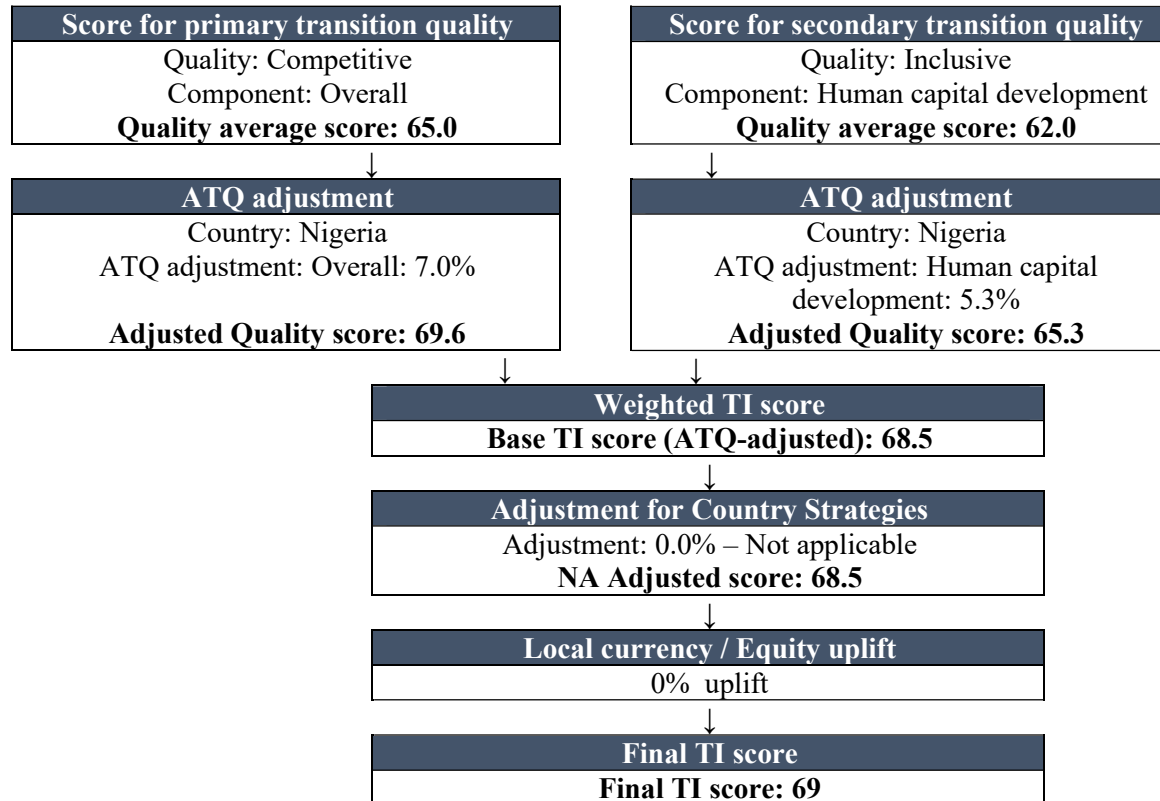 Score for primary transition quality
Quality: Competitive
Component: Overall
Quality average score: 65.0
Score for secondary transition quality
Quality: Inclusive
Component: Human capital development
Quality average score: 62.0
↓
↓
ATQ adjustment
Country: Nigeria
ATQ adjustment: Overall: 7.0%
Adjusted Quality score: 69.6
ATQ adjustment
Country: Nigeria
ATQ adjustment: Human capital
development: 5.3%
Adjusted Quality score: 65.3
↓
↓
Weighted TI score
Base TI score (ATQ-adjusted): 68.5
↓
Adjustment for Country Strategies
Adjustment: 0.0% – Not applicable
NA Adjusted score: 68.5
↓
Local currency / Equity uplift
0% uplift
↓
Final TI score
Final TI score: 69